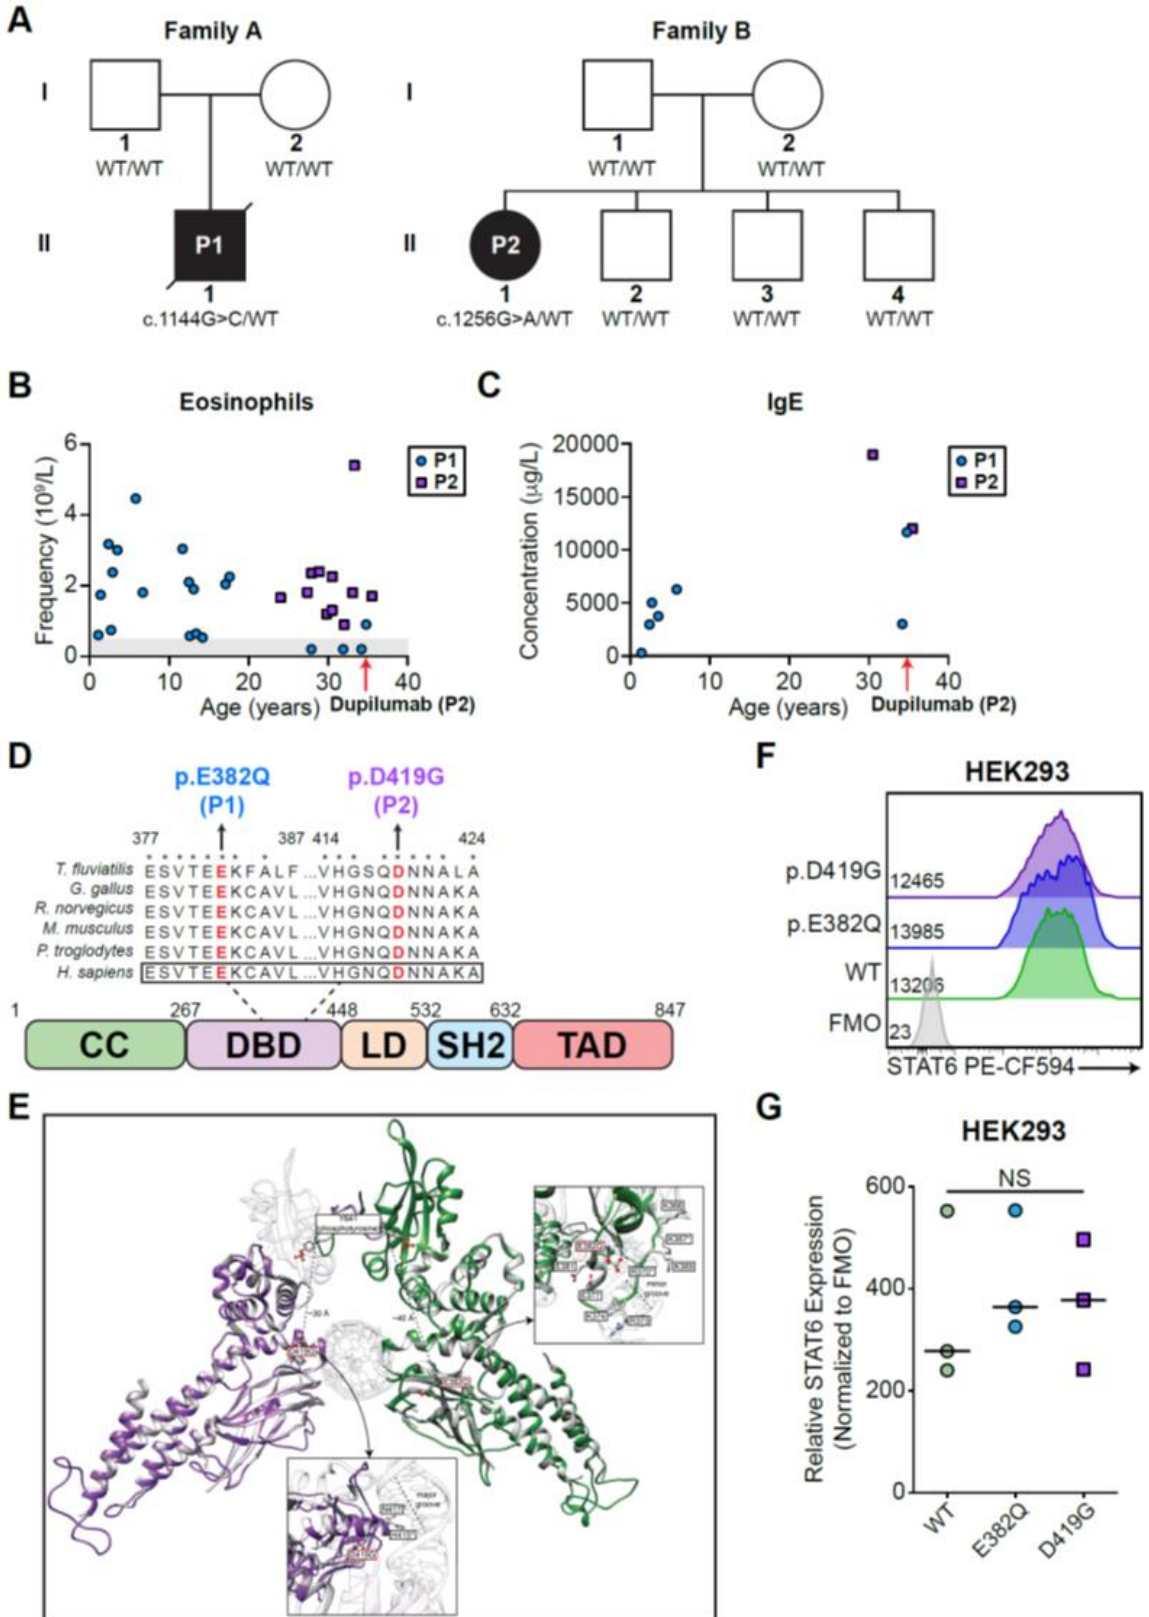 A
Family A
Family B
I
I
1
2
1
2
WT/WT
WT/WT
WT/WT
WT/WT
II
P1
II
P2
1
1
2
3
4
c.1144G>C/WT
c.1256G>A/WT
WT/WT
WT/WT
WT/WT
B
Eosinophils
Frequency (10⁹/L)
6
4
2
0
0
10
20
30
40
Age (years)
Dupilumab (P2)
P1
P2
C
IgE
Concentration (µg/L)
20000
15000
10000
5000
0
0
10
20
30
40
Age (years)
Dupilumab (P2)
P1
P2
D
p.E382Q
(P1)
p.D419G
(P2)
377
387
414
424
* * * * * * * * * * * * * * *
T. fluviatilis ESVTEEKFALF...VHGSQDNNALA
G. gallus ESVTEEKCAVL...VHGNQDNNAKA
R. norvegicus ESVTEEKCAVL...VHGNQDNNAKA
M. musculus ESVTEEKCAVL...VHGNQDNNAKA
P. troglodytes ESVTEEKCAVL...VHGNQDNNAKA
H. sapiens ESVTEEKCAVL...VHGNQDNNAKA
1
267
448
532
632
847
CC
DBD
LD
SH2
TAD
E
~30 Å
~40 Å
minor
groove
major
groove
F
HEK293
p.D419G
12465
p.E382Q
13985
WT
13206
FMO
23
STAT6 PE-CF594
G
HEK293
Relative STAT6 Expression
(Normalized to FMO)
NS
600
400
200
0
WT
E382Q
D419G